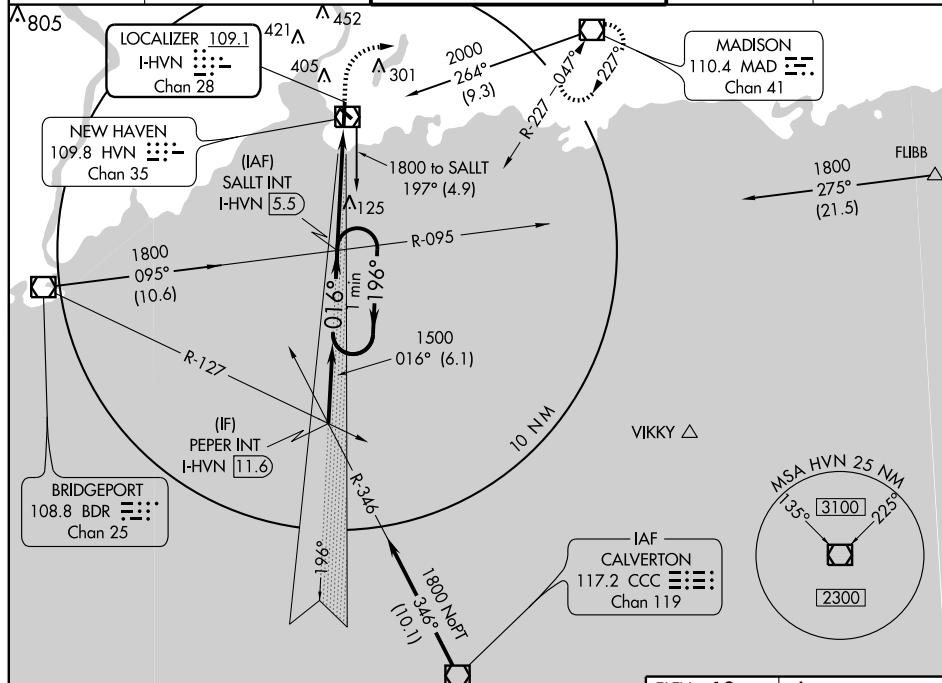 805
452
421
405
301
LOCALIZER 109.1
I-HVN
Chan 28
NEW HAVEN
109.8 HVN
Chan 35
2000
264°
(9.3)
R-227
047°
227°
MADISON
110.4 MAD
Chan 41
(IAF)
SALLT INT
I-HVN 5.5
1800 to SALLT
197° (4.9)
125
FLIBB
1800
275°
(21.5)
R-095
1800
095°
(10.6)
016°
1 min
196°
1500
016° (6.1)
R-127
(IF)
PEPER INT
I-HVN 11.6
10 NM
VIKKY
BRIDGEPORT
108.8 BDR
Chan 25
R-346
196°
1800 NoPT
346°
(10.1)
IAF
CALVERTON
117.2 CCC
Chan 119
MSA HVN 25 NM
135°
225°
3100
2300